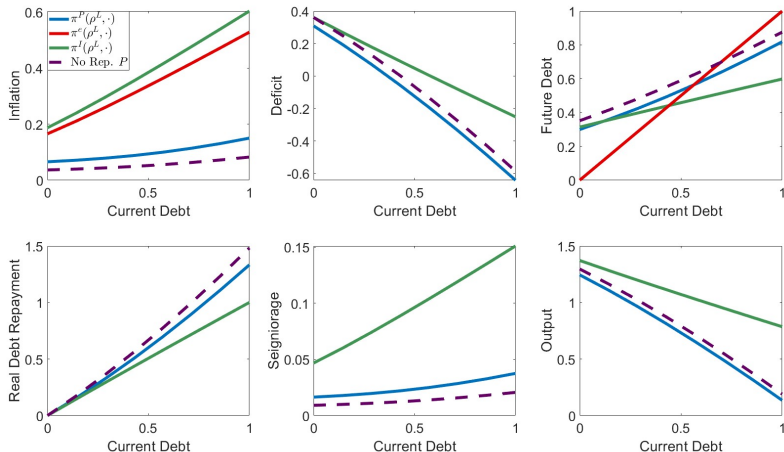 0.6
0.4
0.2
0
Inflation
π^P(ρ^L, ·)
π^e(ρ^L, ·)
π^I(ρ^L, ·)
No Rep. P
0 0.5 1
Current Debt
0.4
0.2
0
-0.2
-0.4
-0.6
Deficit
0 0.5 1
Current Debt
1
0.8
0.6
0.4
0.2
0
Future Debt
0 0.5 1
Current Debt
1.5
1
0.5
0
Real Debt Repayment
0 0.5 1
Current Debt
0.15
0.1
0.05
0
Seigniorage
0 0.5 1
Current Debt
1.5
1
0.5
0
Output
0 0.5 1
Current Debt